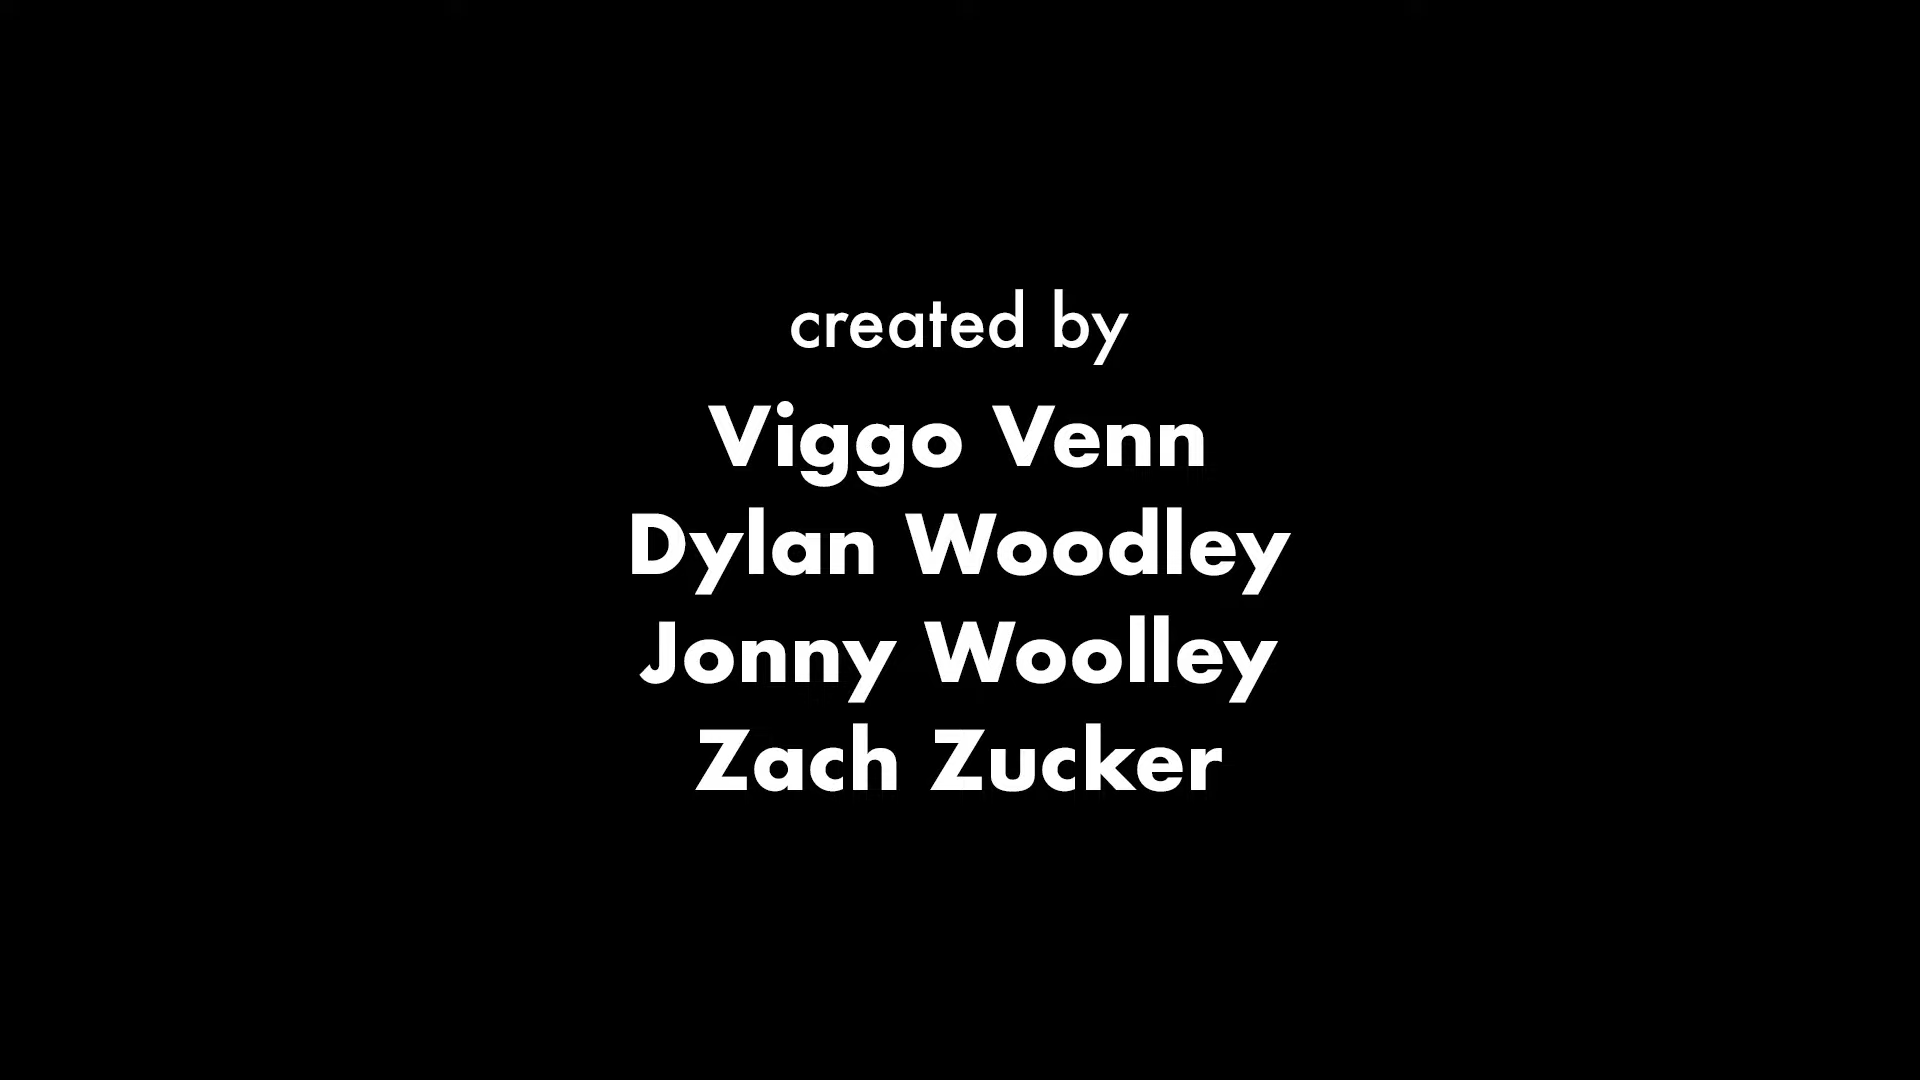 created by
Viggo Venn
Dylan Woodley
Jonny Woolley
Zach Zucker